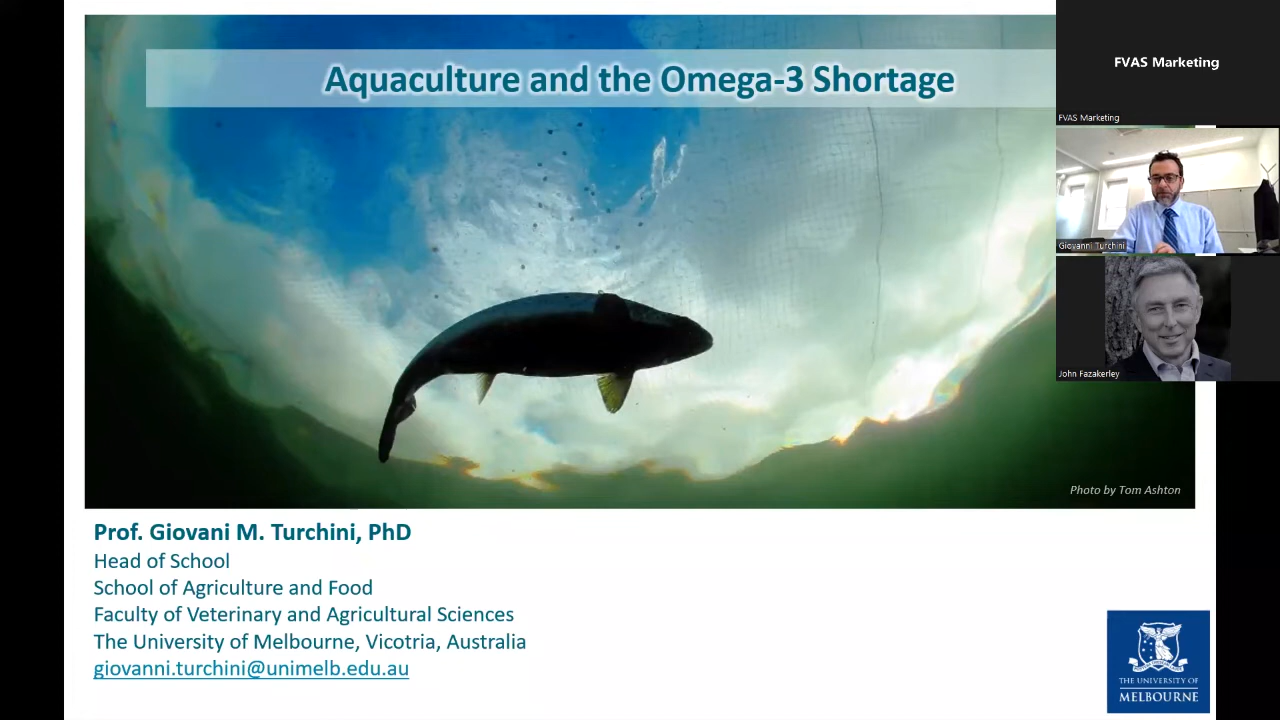 Aquaculture and the Omega-3 Shortage
FVAS Marketing
FVAS Marketing
Giovanni Turchini
John Fazakerley
Photo by Tom Ashton
Prof. Giovani M. Turchini, PhD
Head of School
School of Agriculture and Food
Faculty of Veterinary and Agricultural Sciences
The University of Melbourne, Vicotria, Australia
giovanni.turchini@unimelb.edu.au
THE UNIVERSITY OF
MELBOURNE